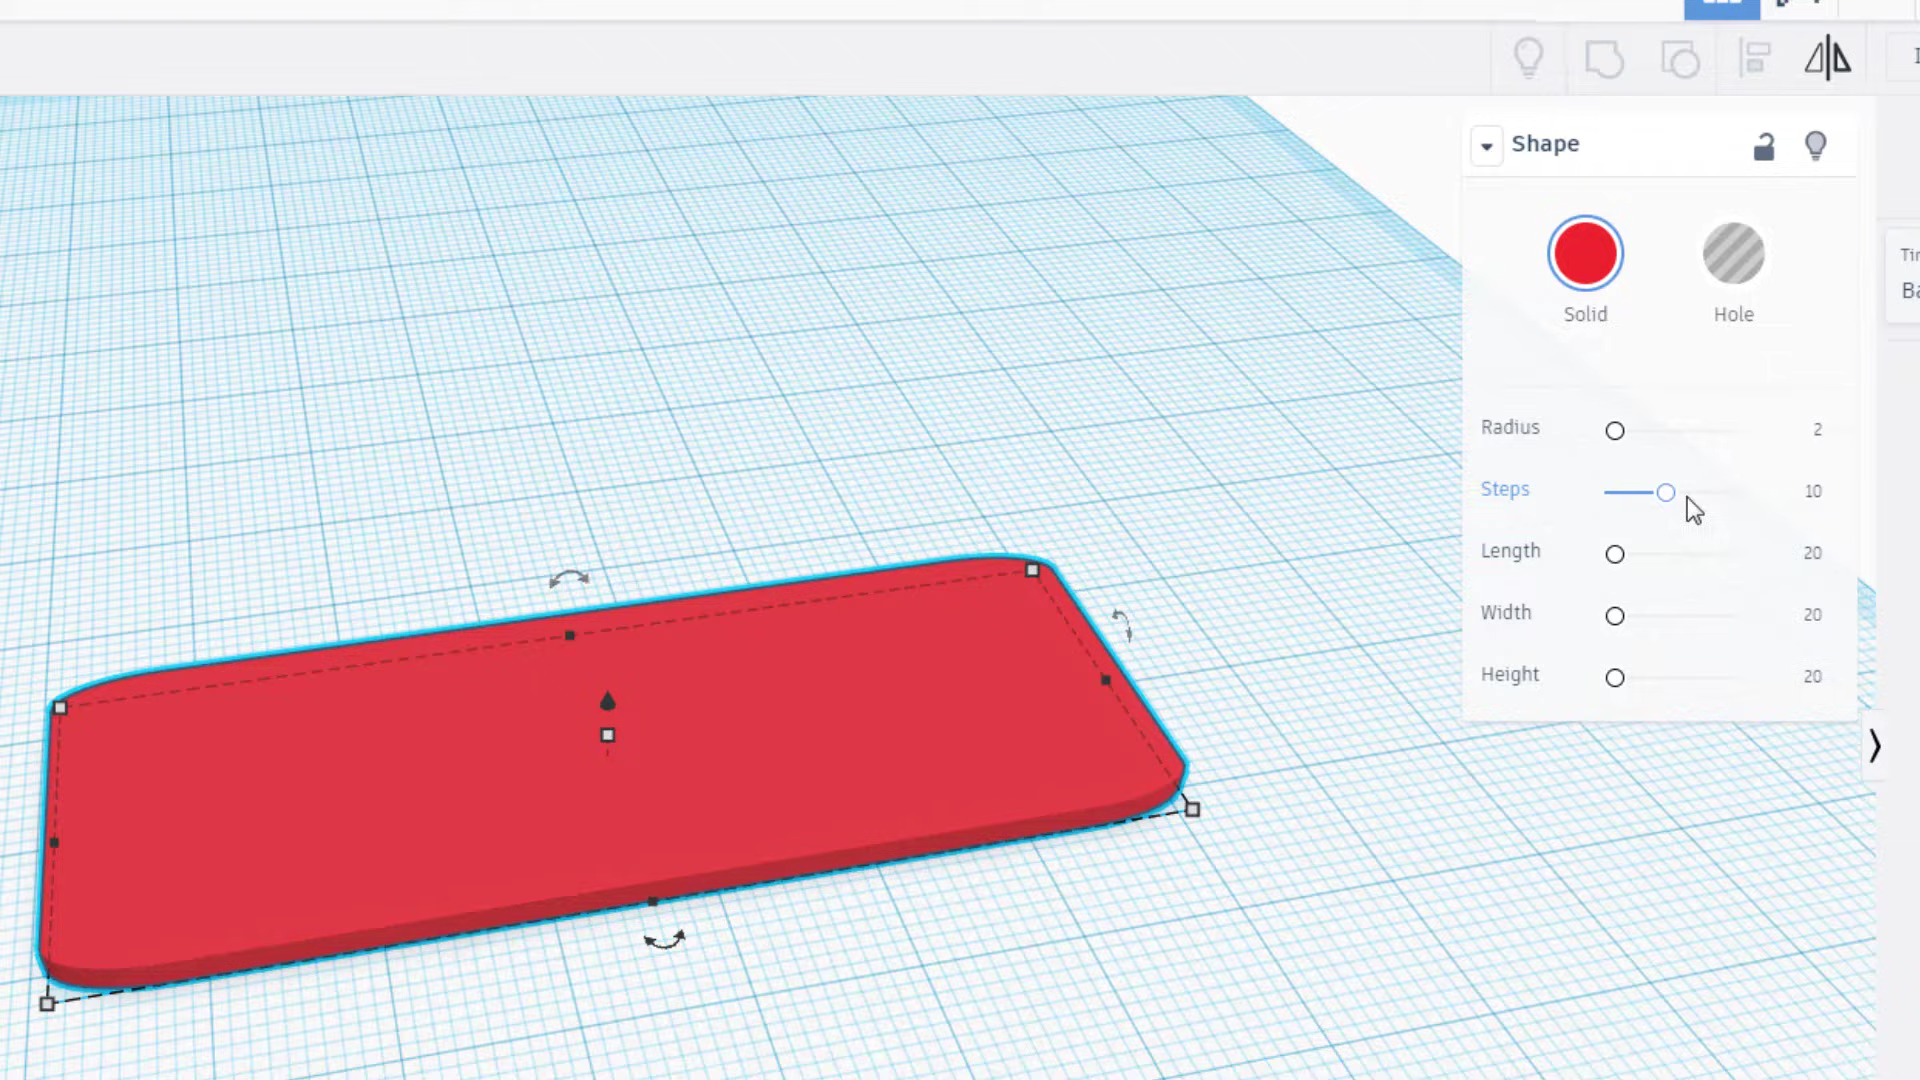 Shape
Solid
Hole
Radius 2
Steps 10
Length 20
Width 20
Height 20